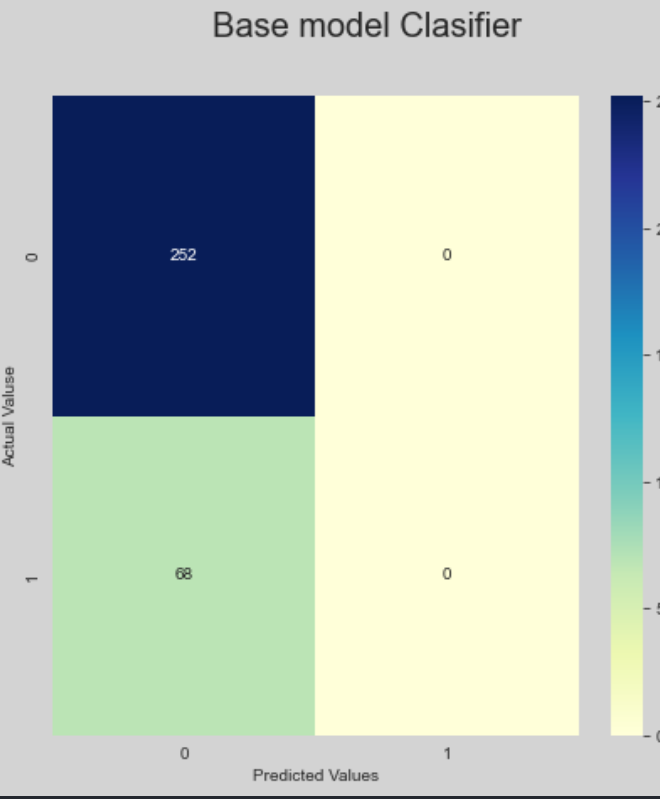 Base model Clasifier
0
252
0
Actual Valuse
1
68
0
0
1
Predicted Values